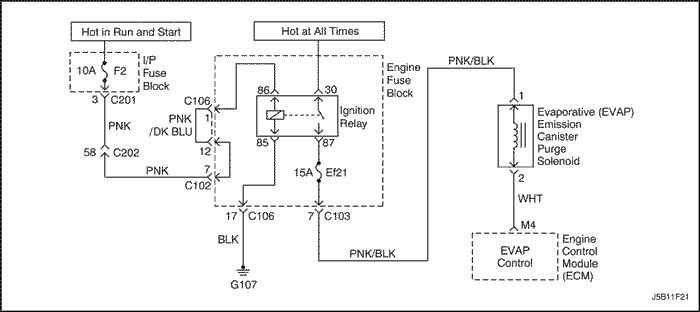 Hot in Run and Start
Hot at All Times
I/P
Fuse
Block
10A F2
3 C201
PNK
58 C202
PNK
C106
1
PNK
/DK BLU
12
7
C102
86
30
Ignition
Relay
85
87
15A Ef21
Engine
Fuse
Block
17 C106
BLK
G107
7 C103
PNK/BLK
PNK/BLK
1
Evaporative (EVAP)
Emission
Canister
Purge
Solenoid
2
WHT
M4
EVAP
Control
Engine
Control
Module
(ECM)
J5B11F21